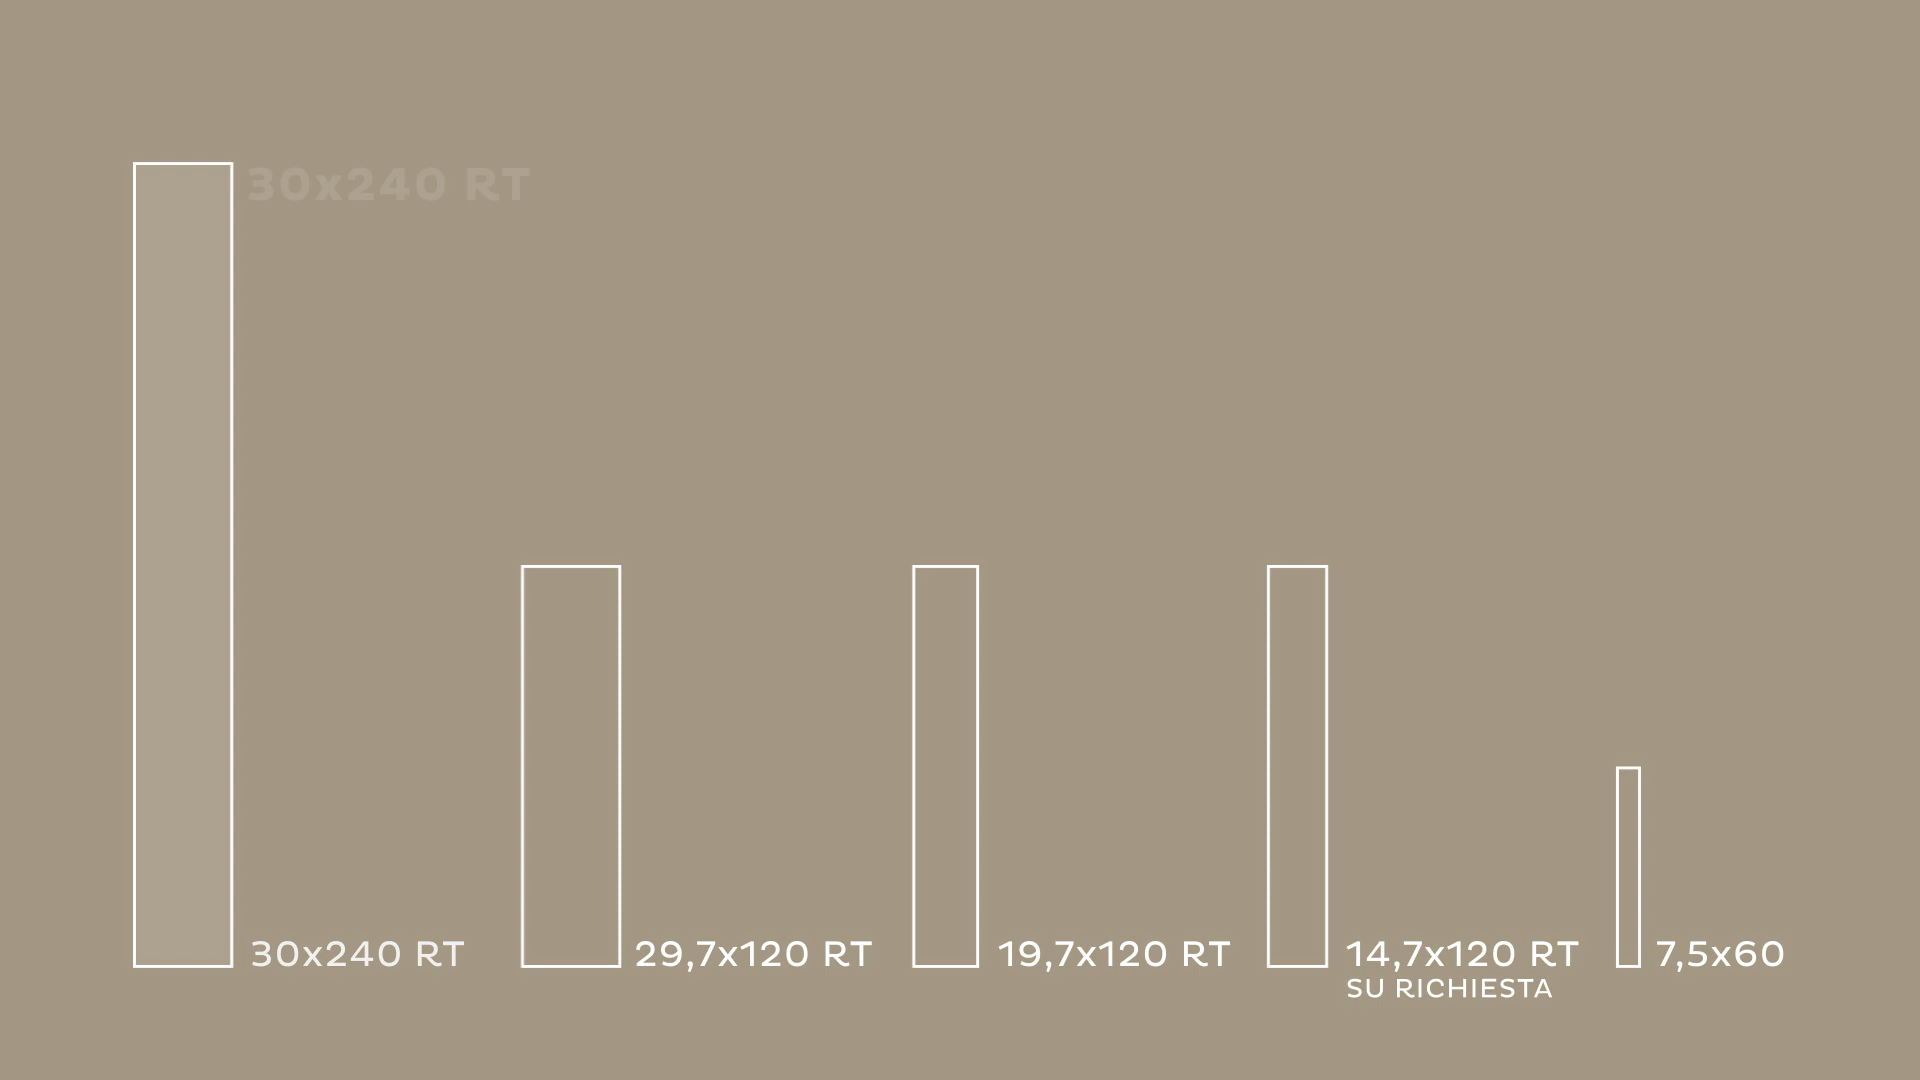 30x240 RT
30x240 RT
29,7x120 RT
19,7x120 RT
14,7x120 RT
SU RICHIESTA
7,5x60